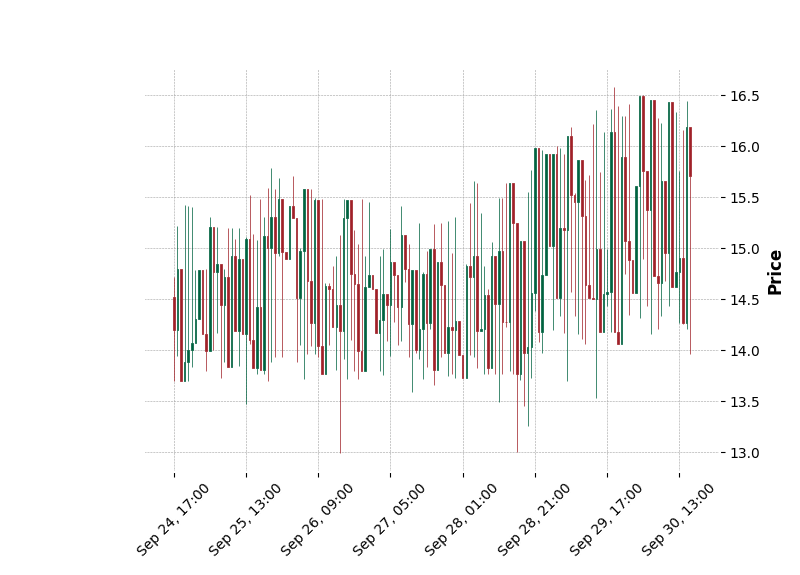 16.5
16.0
15.5
15.0
14.5
14.0
13.5
13.0
Price
Sep 24, 17:00
Sep 25, 13:00
Sep 26, 09:00
Sep 27, 05:00
Sep 28, 01:00
Sep 28, 21:00
Sep 29, 17:00
Sep 30, 13:00